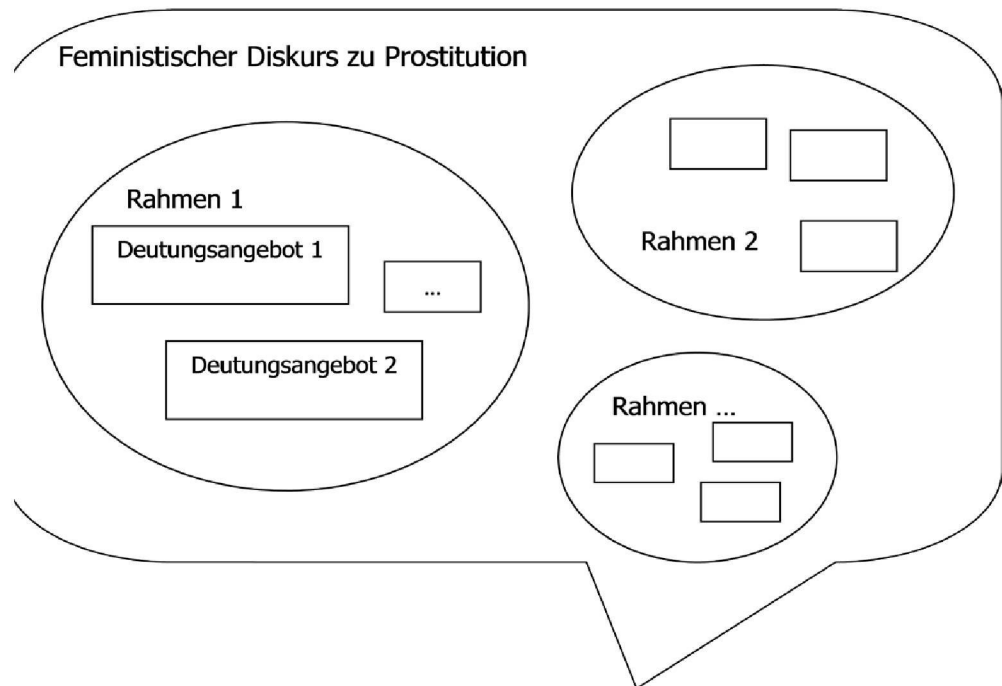 Feministischer Diskurs zu Prostitution
Rahmen 1
Deutungsangebot 1
...
Deutungsangebot 2
Rahmen 2
Rahmen ...